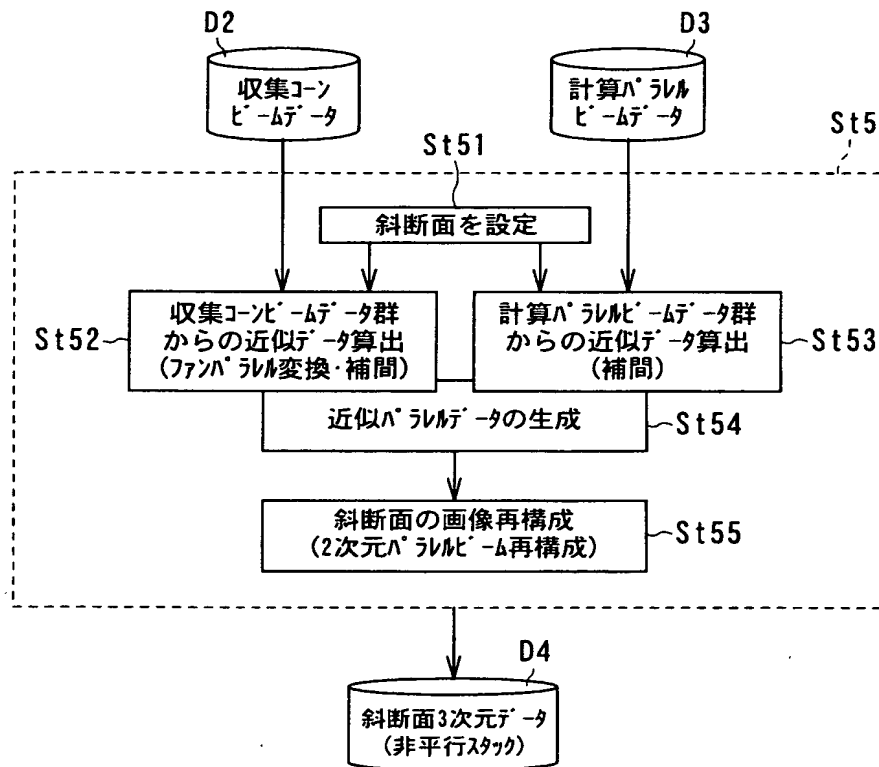 D2
収集コーン
ビームデータ
D3
計算パラレル
ビームデータ
St5
St51
斜断面を設定
St52
収集コーンビームデータ群
からの近似データ算出
(ファンパラレル変換・補間)
計算パラレルビームデータ群
からの近似データ算出
(補間)
St53
近似パラレルデータの生成
St54
斜断面の画像再構成
(2次元パラレルビーム再構成)
St55
D4
斜断面3次元データ
(非平行スタック)